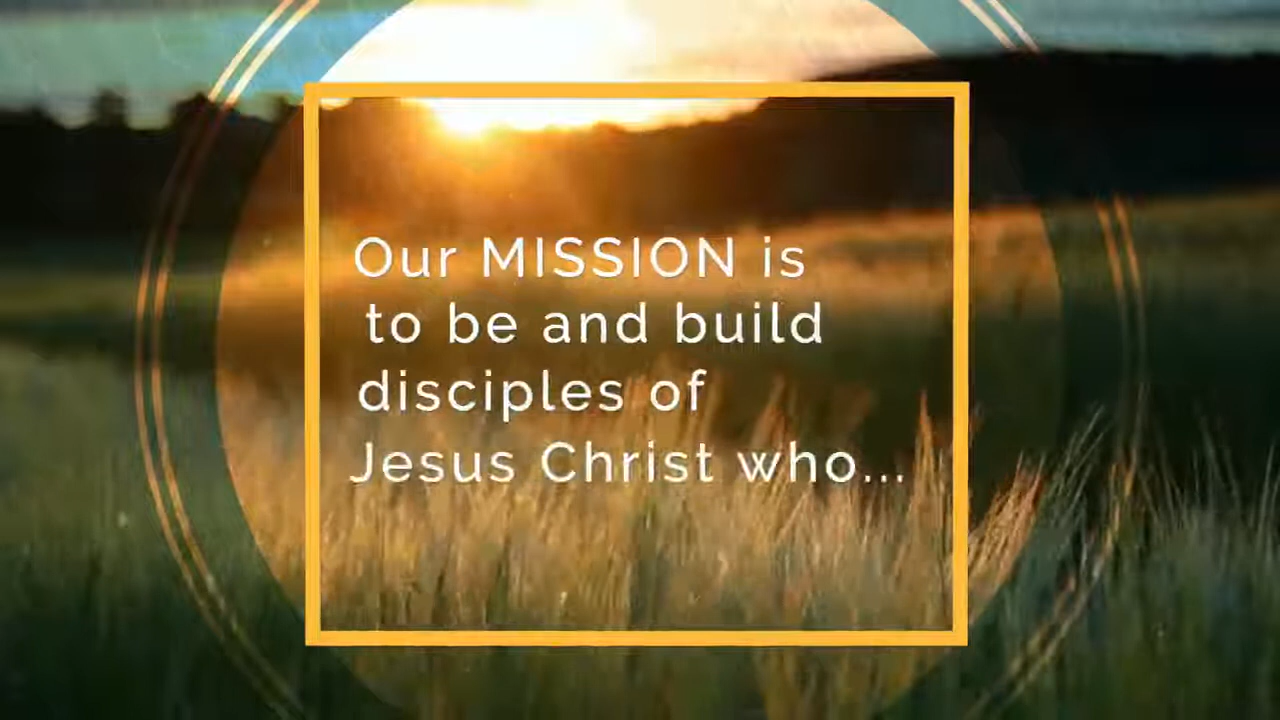 Our MISSION is
to be and build
disciples of
Jesus Christ who...